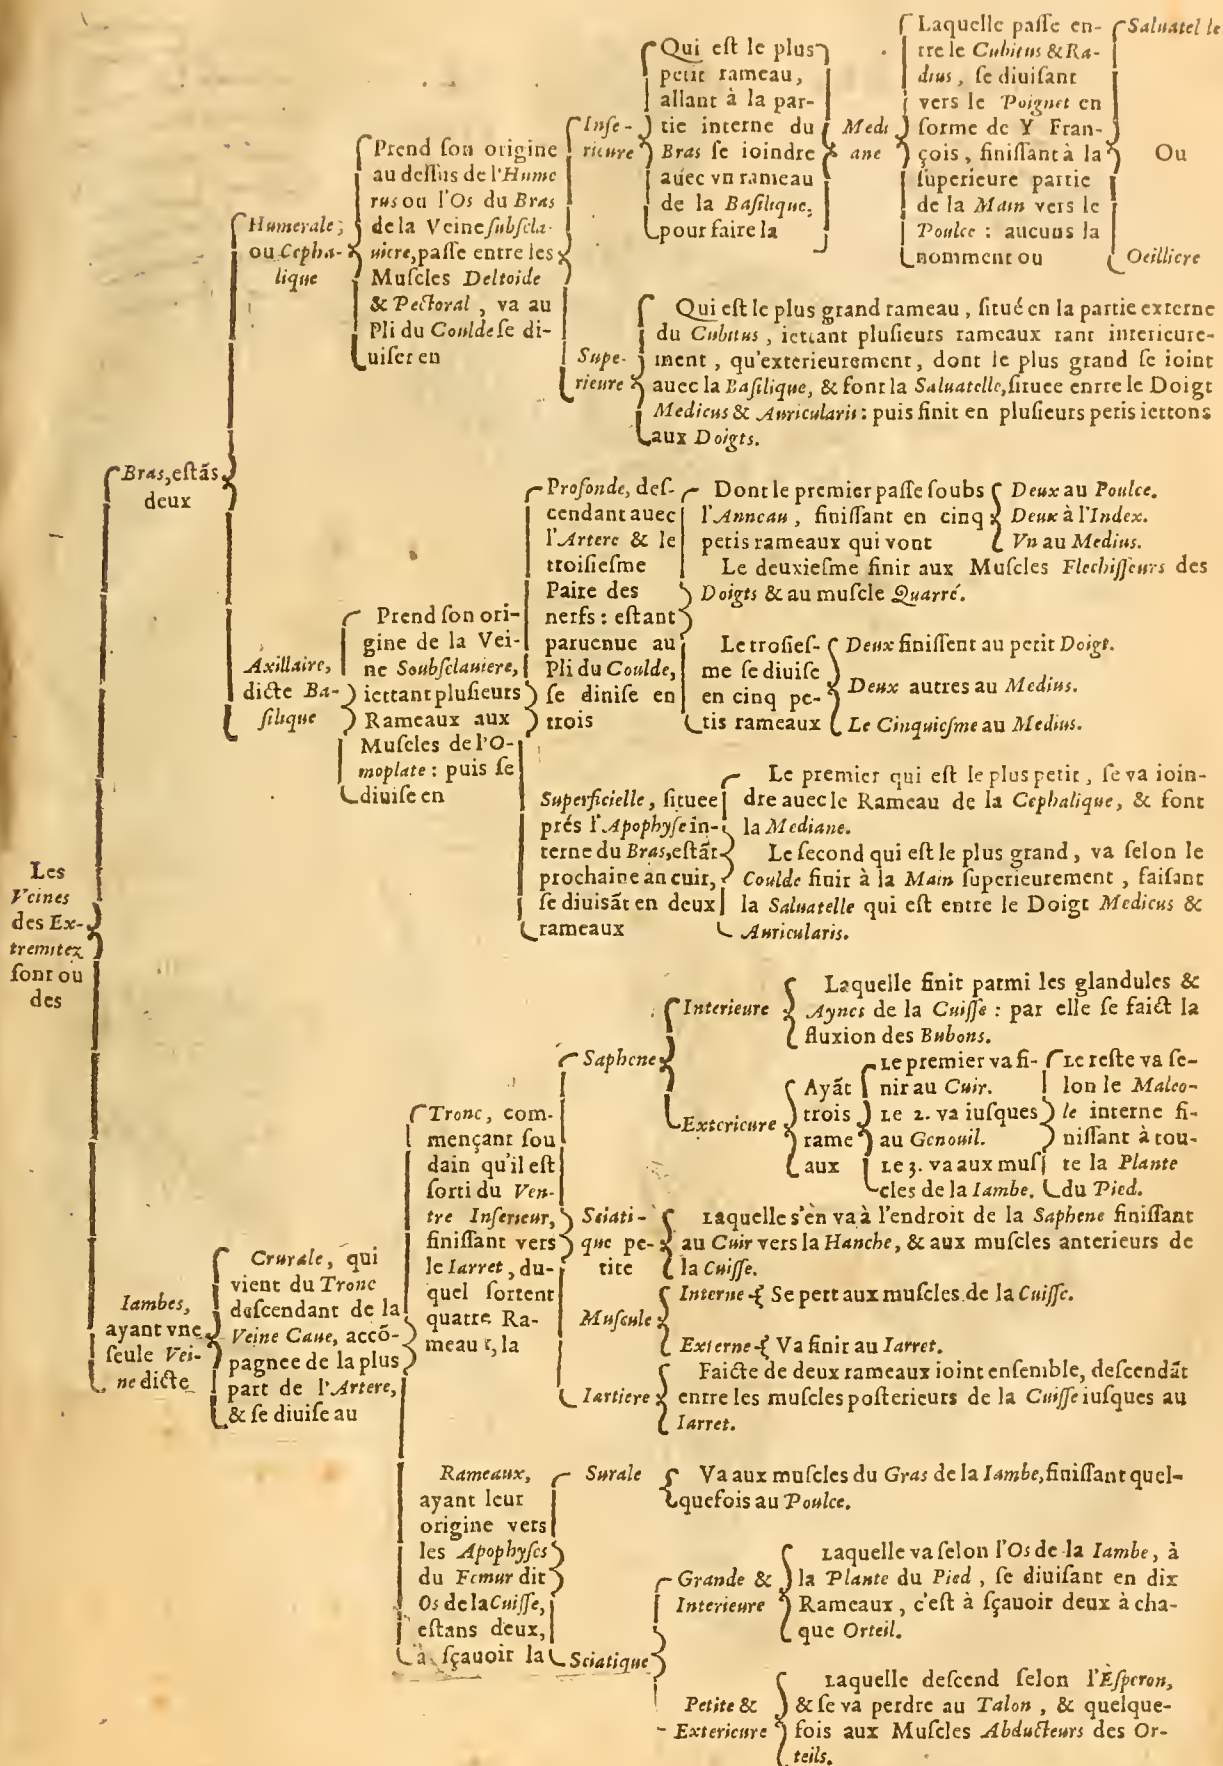 Les
Veines
des Ex-
tremitez
ſont ou
des
Bras, eſtãs
deux
Humerale,
ou Cepha-
lique
Prend ſon origine
au deſſus de l'Hume
rus ou l'Os du Bras
de la Veine ſubſcla-
uiere, paſſe entre les
Muſcles Deltoide
& Pectoral, va au
Pli du Coulde ſe di-
uiſer en
Infe-
rieure
Qui eſt le plus
petit rameau,
allant à la par-
tie interne du
Bras ſe ioindre
auec vn rameau
de la Baſilique,
pour faire la
Medi
ane
Laquelle paſſe en-
tre le Cubitus & Ra-
dius, ſe diuiſant
vers le Poignet en
forme de Y Fran-
çois, finiſſant à la
ſuperieure partie
de la Main vers le
Poulce : aucuns la
nomment ou
Saluatel le
Ou
Oeilliere
Supe-
rieure
Qui eſt le plus grand rameau, ſitué en la partie externe
du Cubitus, iettant pluſieurs rameaux tant interieure-
ment, qu'exterieurement, dont le plus grand ſe ioint
auec la Baſilique, & font la Saluatelle, ſituee entre le Doigt
Medicus & Auricularis : puis finit en pluſieurs petis iettons
aux Doigts.
Axillaire,
dicte Ba-
ſilique
Prend ſon ori-
gine de la Vei-
ne Soubſclauiere,
iettant pluſieurs
Rameaux aux
Muſcles de l'O-
moplate : puis ſe
diuiſe en
Profonde, deſ-
cendant auec
l'Artere & le
troiſieſme
Paire des
nerfs : eſtant
paruenue au
Pli du Coulde,
ſe diuiſe en
trois
Dont le premier paſſe ſoubs
l'Anneau, finiſſant en cinq
petis rameaux qui vont
Deux au Poulce.
Deux à l'Index.
Vn au Medius.
Le deuxieſme finit aux Muſcles Flechiſſeurs des
Doigts & au muſcle Quarré.
Le troſieſ-
me ſe diuiſe
en cinq pe-
tis rameaux
Deux finiſſent au petit Doigt.
Deux autres au Medius.
Le Cinquieſme au Medius.
Superficielle, ſituee
prés l'Apophyſe in-
terne du Bras, eſtãt
prochaine au cuir,
ſe diuisãt en deux
rameaux
Le premier qui eſt le plus petit, ſe va ioin-
dre auec le Rameau de la Cephalique, & font
la Mediane.
Le ſecond qui eſt le plus grand, va ſelon le
Coulde finir à la Main ſuperieurement, faiſant
la Saluatelle qui eſt entre le Doigt Medicus &
Auricularis.
Iambes,
ayant vne
ſeule Vei-
ne dicte
Crurale, qui
vient du Tronc
deſcendant de la
Veine Caue, accõ-
pagnee de la plus
part de l'Artere,
& ſe diuiſe au
Tronc, com-
mençant ſou
dain qu'il eſt
ſorti du Ven-
tre Inferieur,
finiſſant vers
le Iarret, du-
quel ſortent
quatre Ra-
meaux, la
Saphene
Interieure
Laquelle finit parmi les glandules &
Aynes de la Cuiſſe : par elle ſe faict la
fluxion des Bubons.
Exterieure
Ayãt
trois
rame
aux
Le premier va fi-
nir au Cuir.
Le 2. va iuſques
au Genouil.
Le 3. va aux muſ
cles de la Iambe.
Le reſte va ſe-
lon le Maleo-
le interne fi-
niſſant à tou-
te la Plante
du Pied.
Sciati-
que pe-
tite
Laquelle s'en va à l'endroit de la Saphene finiſſant
au Cuir vers la Hanche, & aux muſcles anterieurs de
la Cuiſſe.
Muſcule
Interne Se pert aux muſcles de la Cuiſſe.
Externe Va finir au Iarret.
Iartiere
Faicte de deux rameaux ioint enſemble, deſcendãt
entre les muſcles poſterieurs de la Cuiſſe iuſques au
Iarret.
Rameaux,
ayant leur
origine vers
les Apophyſes
du Femur dit
Os de la Cuiſſe,
eſtans deux,
à ſçauoir la
Surale
Va aux muſcles du Gras de la Iambe, finiſſant quel-
quefois au Poulce.
Sciatique
Grande &
Interieure
Laquelle va ſelon l'Os de la Iambe, à
la Plante du Pied, ſe diuiſant en dix
Rameaux, c'eſt à ſçauoir deux à cha-
que Orteil.
Petite &
Exterieure
Laquelle deſcend ſelon l'Eſperon,
& ſe va perdre au Talon, & quelque-
fois aux Muſcles Abducteurs des Or-
teils.